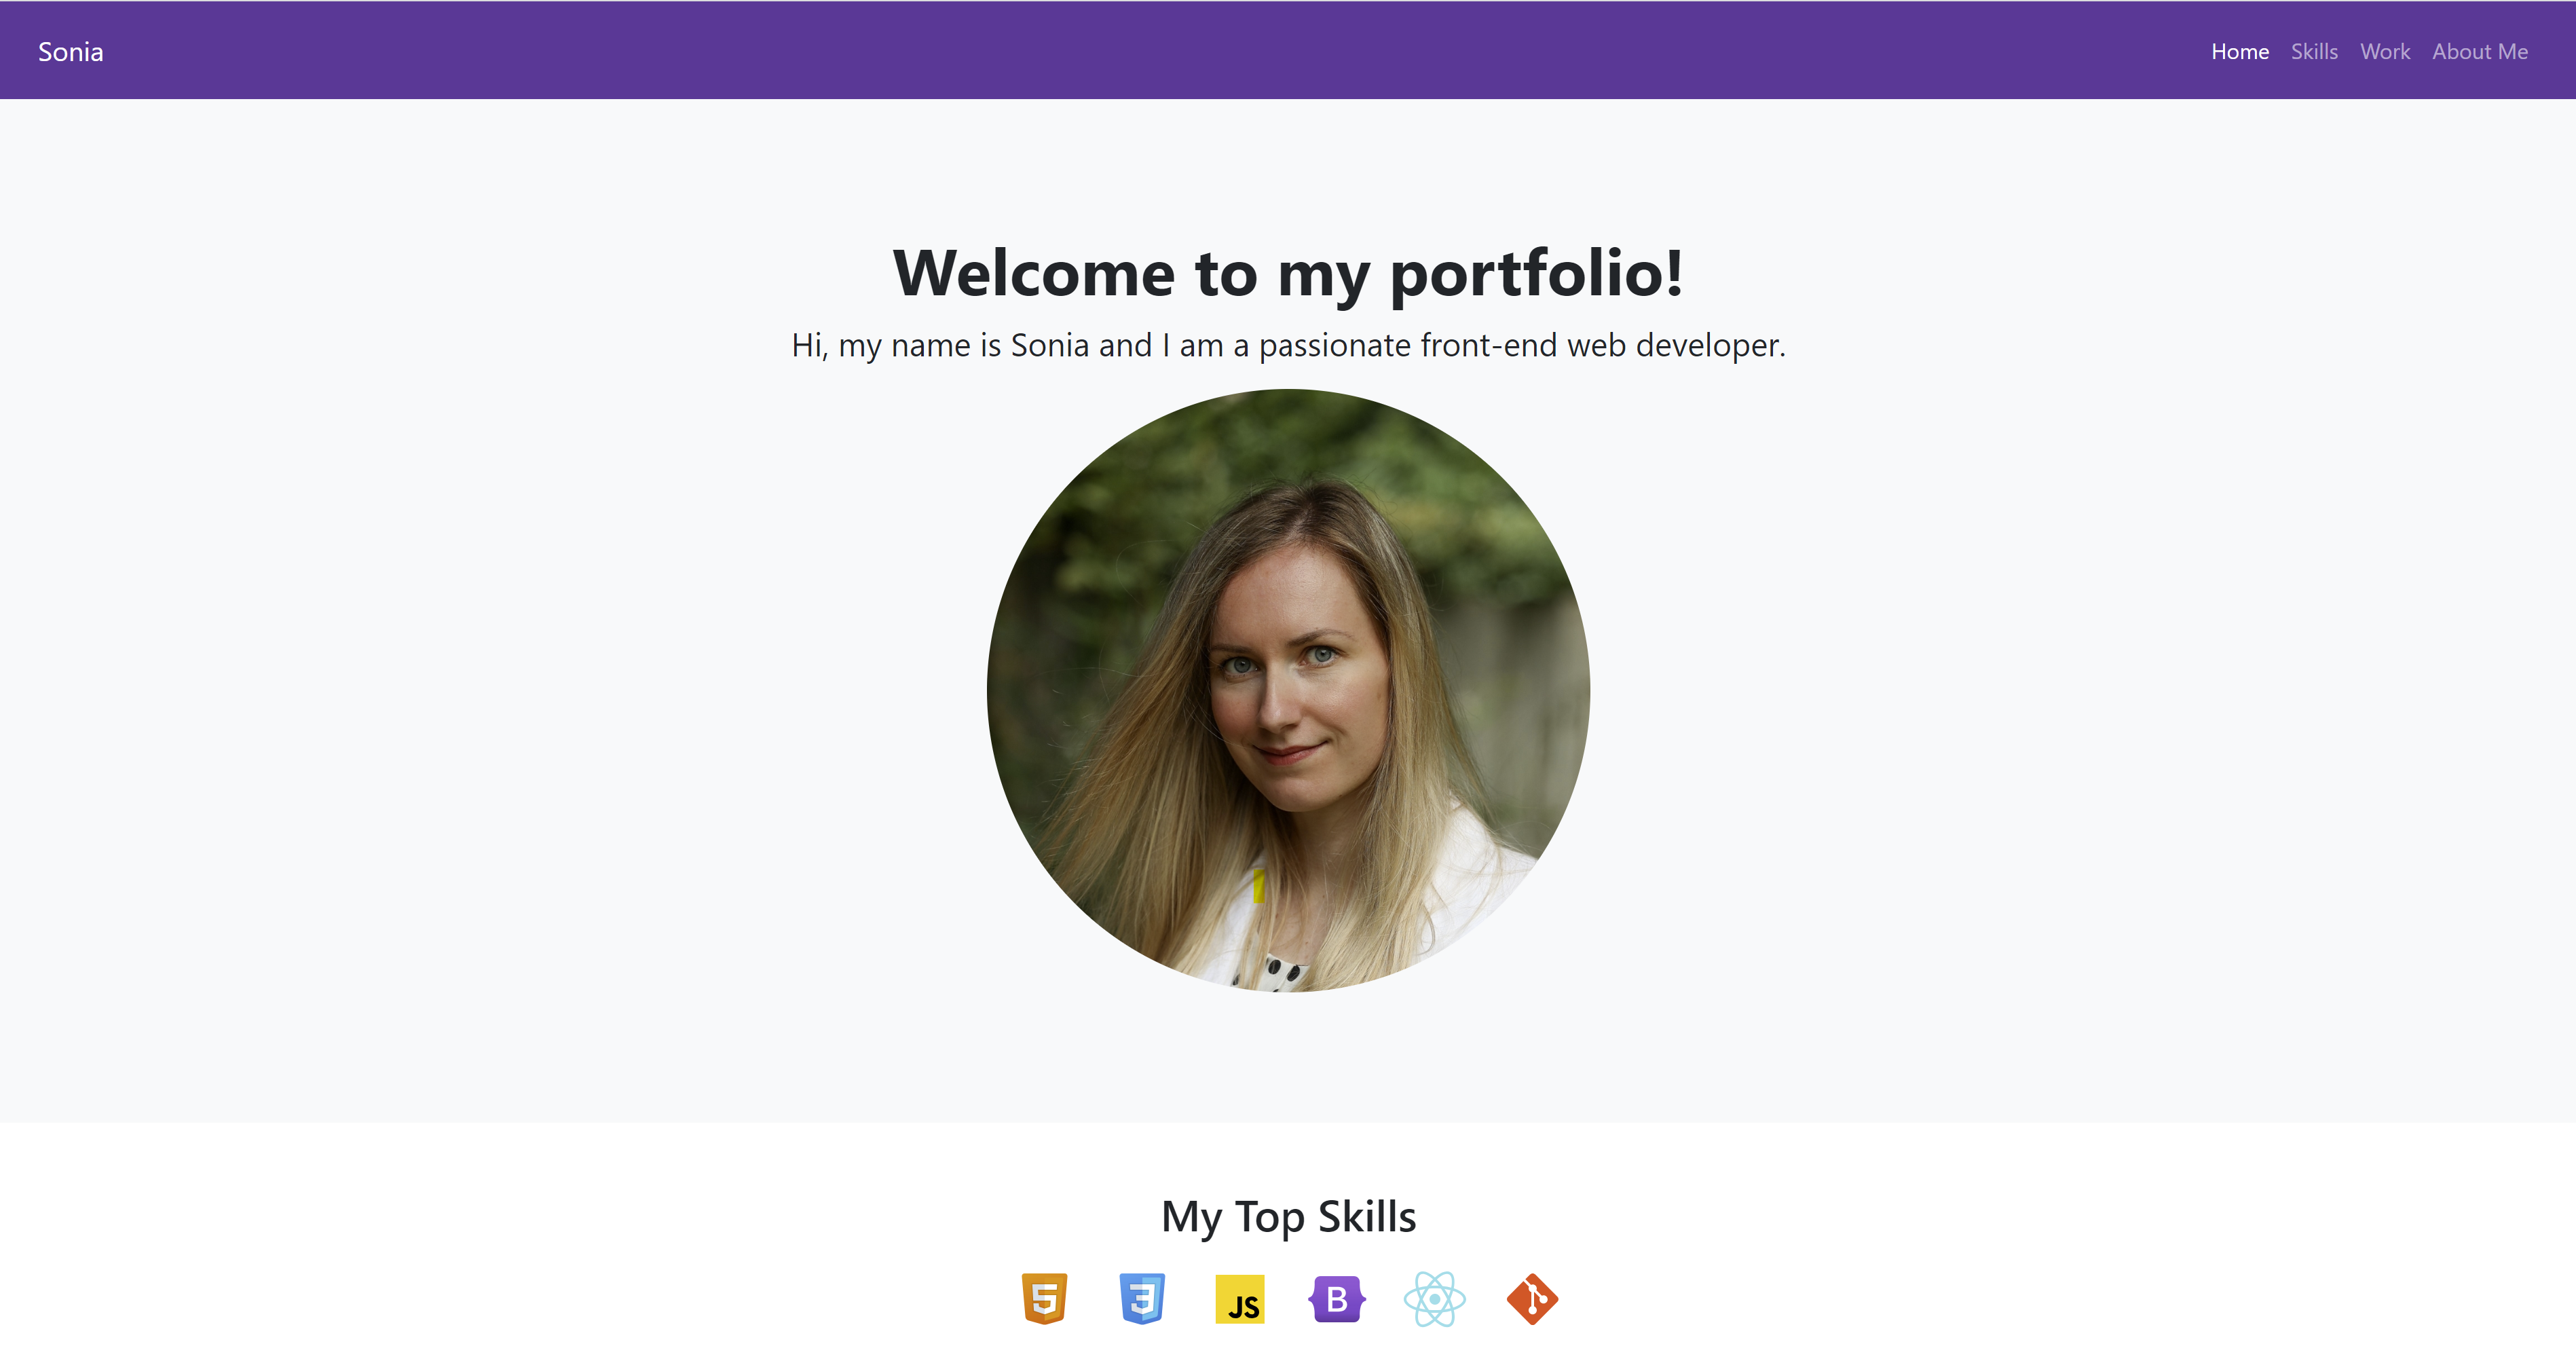 Sonia
Home Skills Work About Me
Welcome to my portfolio!
Hi, my name is Sonia and I am a passionate front-end web developer.
My Top Skills
5 3 JS B